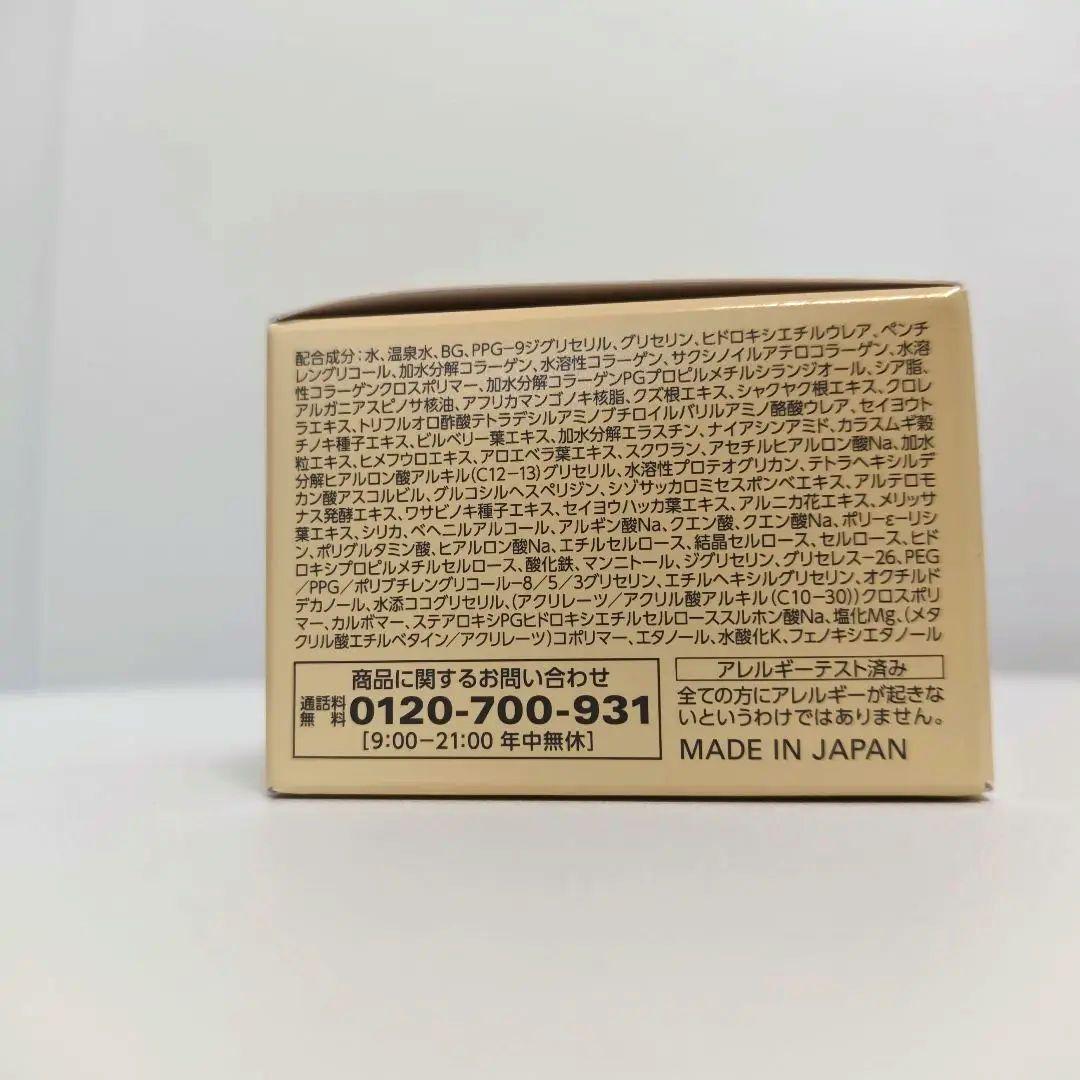 配合成分:水、温泉水、BG、PPG-9ジグリセリル、グリセリン、ヒドロキシエチルウレア、ペンチ
レングリコール、加水分解コラーゲン、水溶性コラーゲン、サクシノイルアテロコラーゲン、水溶
性コラーゲンクロスポリマー、加水分解コラーゲンPGプロピルメチルシランジオール、シア脂、
アルガニアスピノサ核油、アフリカマンゴノキ核脂、クズ根エキス、シャクヤク根エキス、クロレ
ラエキス、トリフルオロ酢酸テトラデシルアミノブチロイルバリルアミノ酪酸ウレア、セイヨウト
チノキ種子エキス、ビルベリー葉エキス、加水分解エラスチン、ナイアシンアミド、カラスムギ穀
粒エキス、ヒメフウロエキス、アロエベラ葉エキス、スクワラン、アセチルヒアルロン酸Na、加水
分解ヒアルロン酸アルキル(C12-13)グリセリル、水溶性プロテオグリカン、テトラヘキシルデ
カン酸アスコルビル、グルコシルヘスペリジン、シゾサッカロミセスポンベエキス、アルテロモ
ナス発酵エキス、ワサビノキ種子エキス、セイヨウハッカ葉エキス、アルニカ花エキス、メリッサ
葉エキス、シリカ、ベヘニルアルコール、アルギン酸Na、クエン酸、クエン酸Na、ポリ-ε-リシ
ン、ポリグルタミン酸、ヒアルロン酸Na、エチルセルロース、結晶セルロース、セルロース、ヒド
ロキシプロピルメチルセルロース、酸化鉄、マンニトール、ジグリセリン、グリセレス-26、PEG
/PPG/ポリブチレングリコール-8/5/3グリセリン、エチルヘキシルグリセリン、オクチルド
デカノール、水添ココグリセリル、(アクリレーツ/アクリル酸アルキル(C10-30))クロスポリ
マー、カルボマー、ステアロキシPGヒドロキシエチルセルローススルホン酸Na、塩化Mg、(メタ
クリル酸エチルベタイン/アクリレーツ)コポリマー、エタノール、水酸化K、フェノキシエタノール
商品に関するお問い合わせ
通話料無料 0120-700-931
[9:00-21:00 年中無休]
アレルギーテスト済み
全ての方にアレルギーが起きな
いというわけではありません。
MADE IN JAPAN